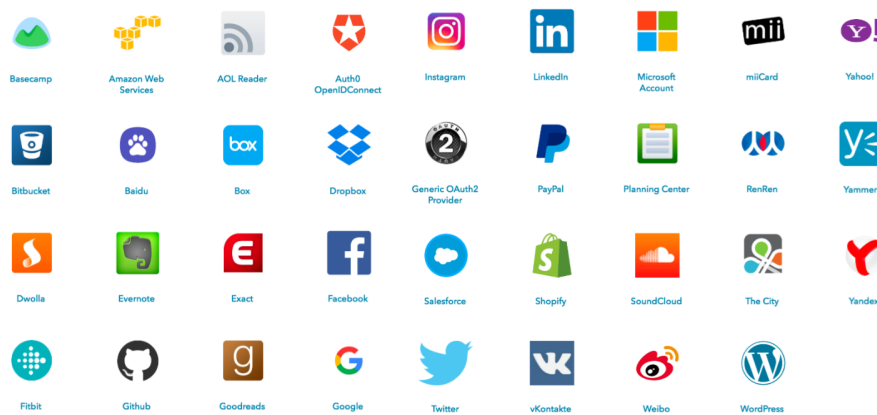 in
mii
Y!
Basecamp
Amazon Web
Services
AOL Reader
Auth0
OpenIDConnect
Instagram
LinkedIn
Microsoft
Account
miiCard
Yahoo!
box
OAUTH
2
y
Bitbucket
Baidu
Box
Dropbox
Generic OAuth2
Provider
PayPal
Planning Center
RenRen
Yammer
Dwolla
Evernote
Exact
Facebook
Salesforce
Shopify
SoundCloud
The City
Yandex
g
G
W
Fitbit
Github
Goodreads
Google
Twitter
vKontakte
Weibo
WordPress